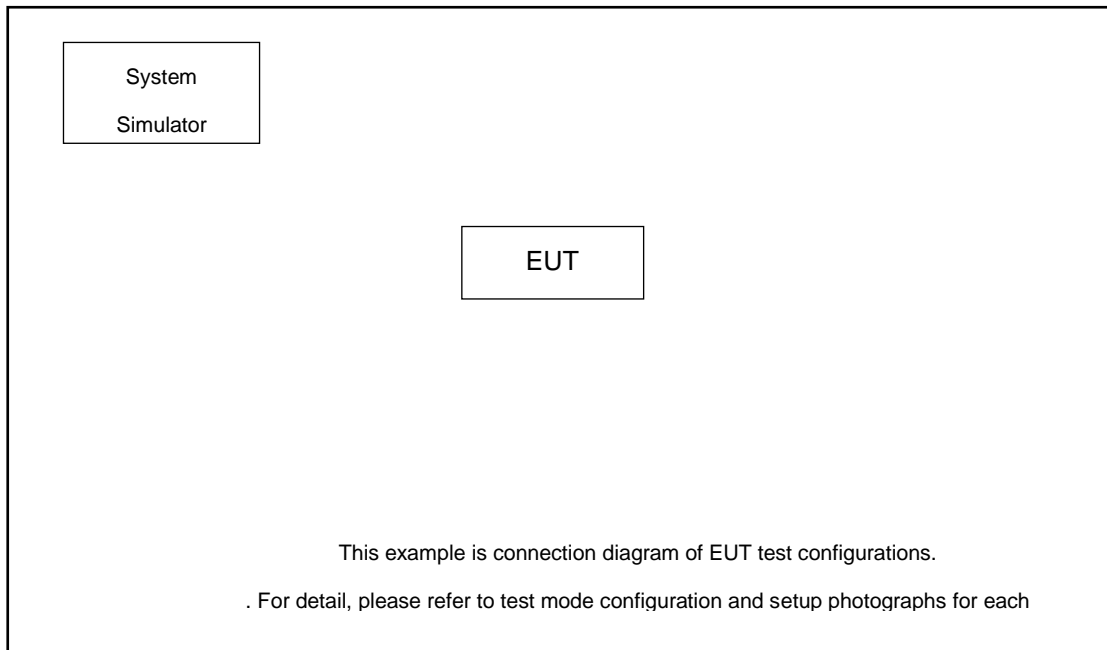 System
Simulator
EUT
This example is connection diagram of EUT test configurations.
. For detail, please refer to test mode configuration and setup photographs for each